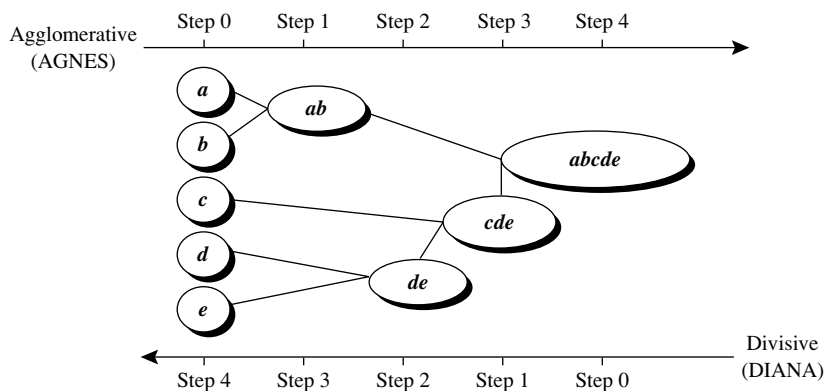 Step 0 Step 1 Step 2 Step 3 Step 4
Agglomerative
(AGNES)
a
ab
b
abcde
c
cde
d
de
e
Divisive
(DIANA)
Step 4 Step 3 Step 2 Step 1 Step 0